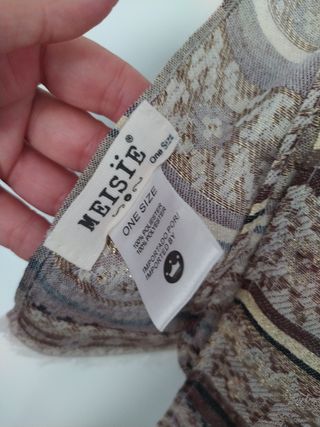 MEISÏE®
One Size
ONE SIZE
100% POLIESTER
100% POLYESTER
IMPORTADO POR/
IMPORTED BY